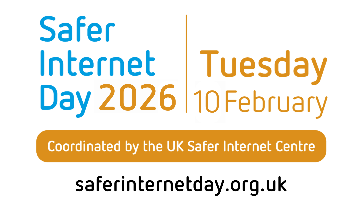 Safer
Internet
Day 2026
Tuesday
10 February
Coordinated by the UK Safer Internet Centre
saferinternetday.org.uk